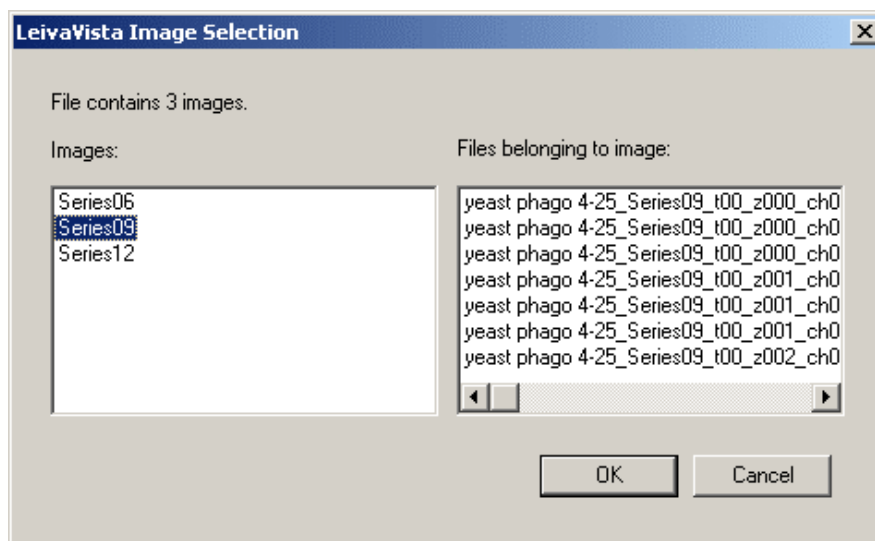 LeivaVista Image Selection
File contains 3 images.
Images:
Series06
Series09
Series12
Files belonging to image:
yeast phago 4-25_Series09_t00_z000_ch0
yeast phago 4-25_Series09_t00_z000_ch0
yeast phago 4-25_Series09_t00_z000_ch0
yeast phago 4-25_Series09_t00_z001_ch0
yeast phago 4-25_Series09_t00_z001_ch0
yeast phago 4-25_Series09_t00_z001_ch0
yeast phago 4-25_Series09_t00_z002_ch0
OK
Cancel